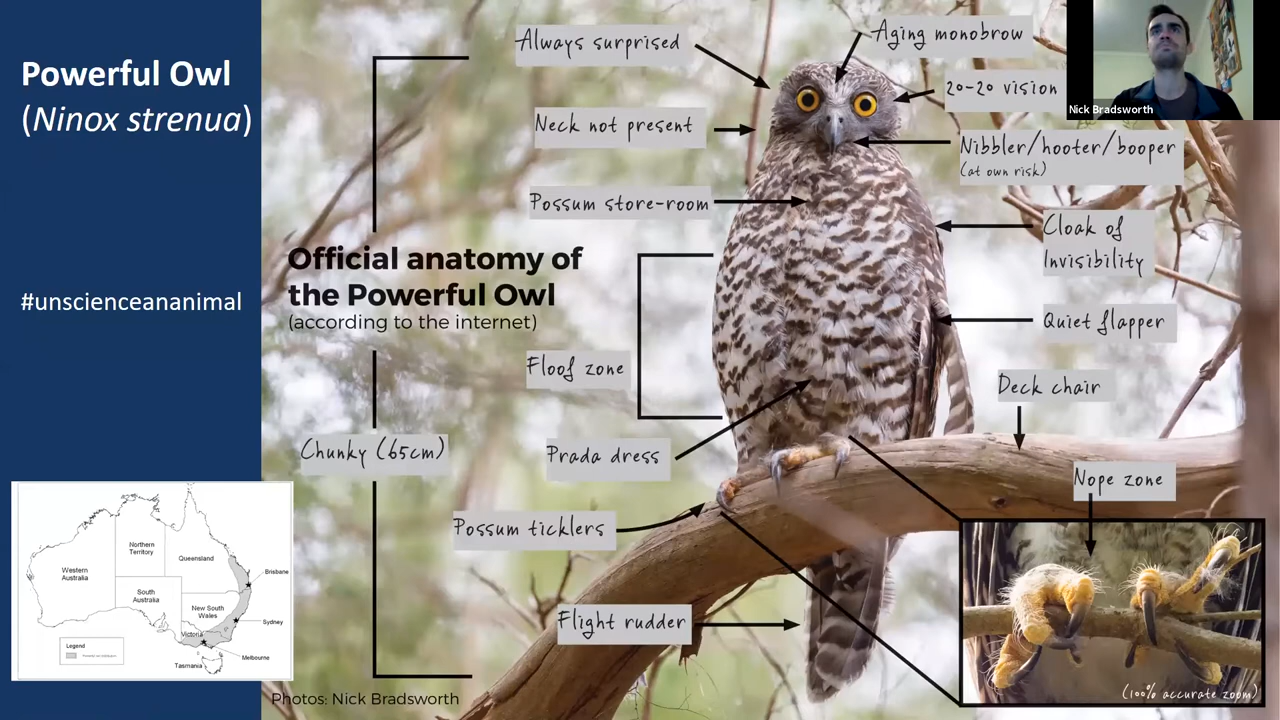 Powerful Owl
(Ninox strenua)
#unscienceananimal
Always surprised
Aging monobrow
20-20 vision
Nick Bradsworth
Neck not present
Nibbler/hooter/booper
(at own risk)
Possum store-room
Cloak of
Invisibility
Official anatomy of
the Powerful Owl
(according to the internet)
Quiet flapper
Floof zone
Deck chair
Chunky (65cm)
Prada dress
Nope zone
Possum ticklers
Flight rudder
(100% accurate zoom)
Photos: Nick Bradsworth
Northern
Territory
Queensland
Western
Australia
Brisbane
South
Australia
New South
Wales
Sydney
Victoria
Legend
Melbourne
Tasmania